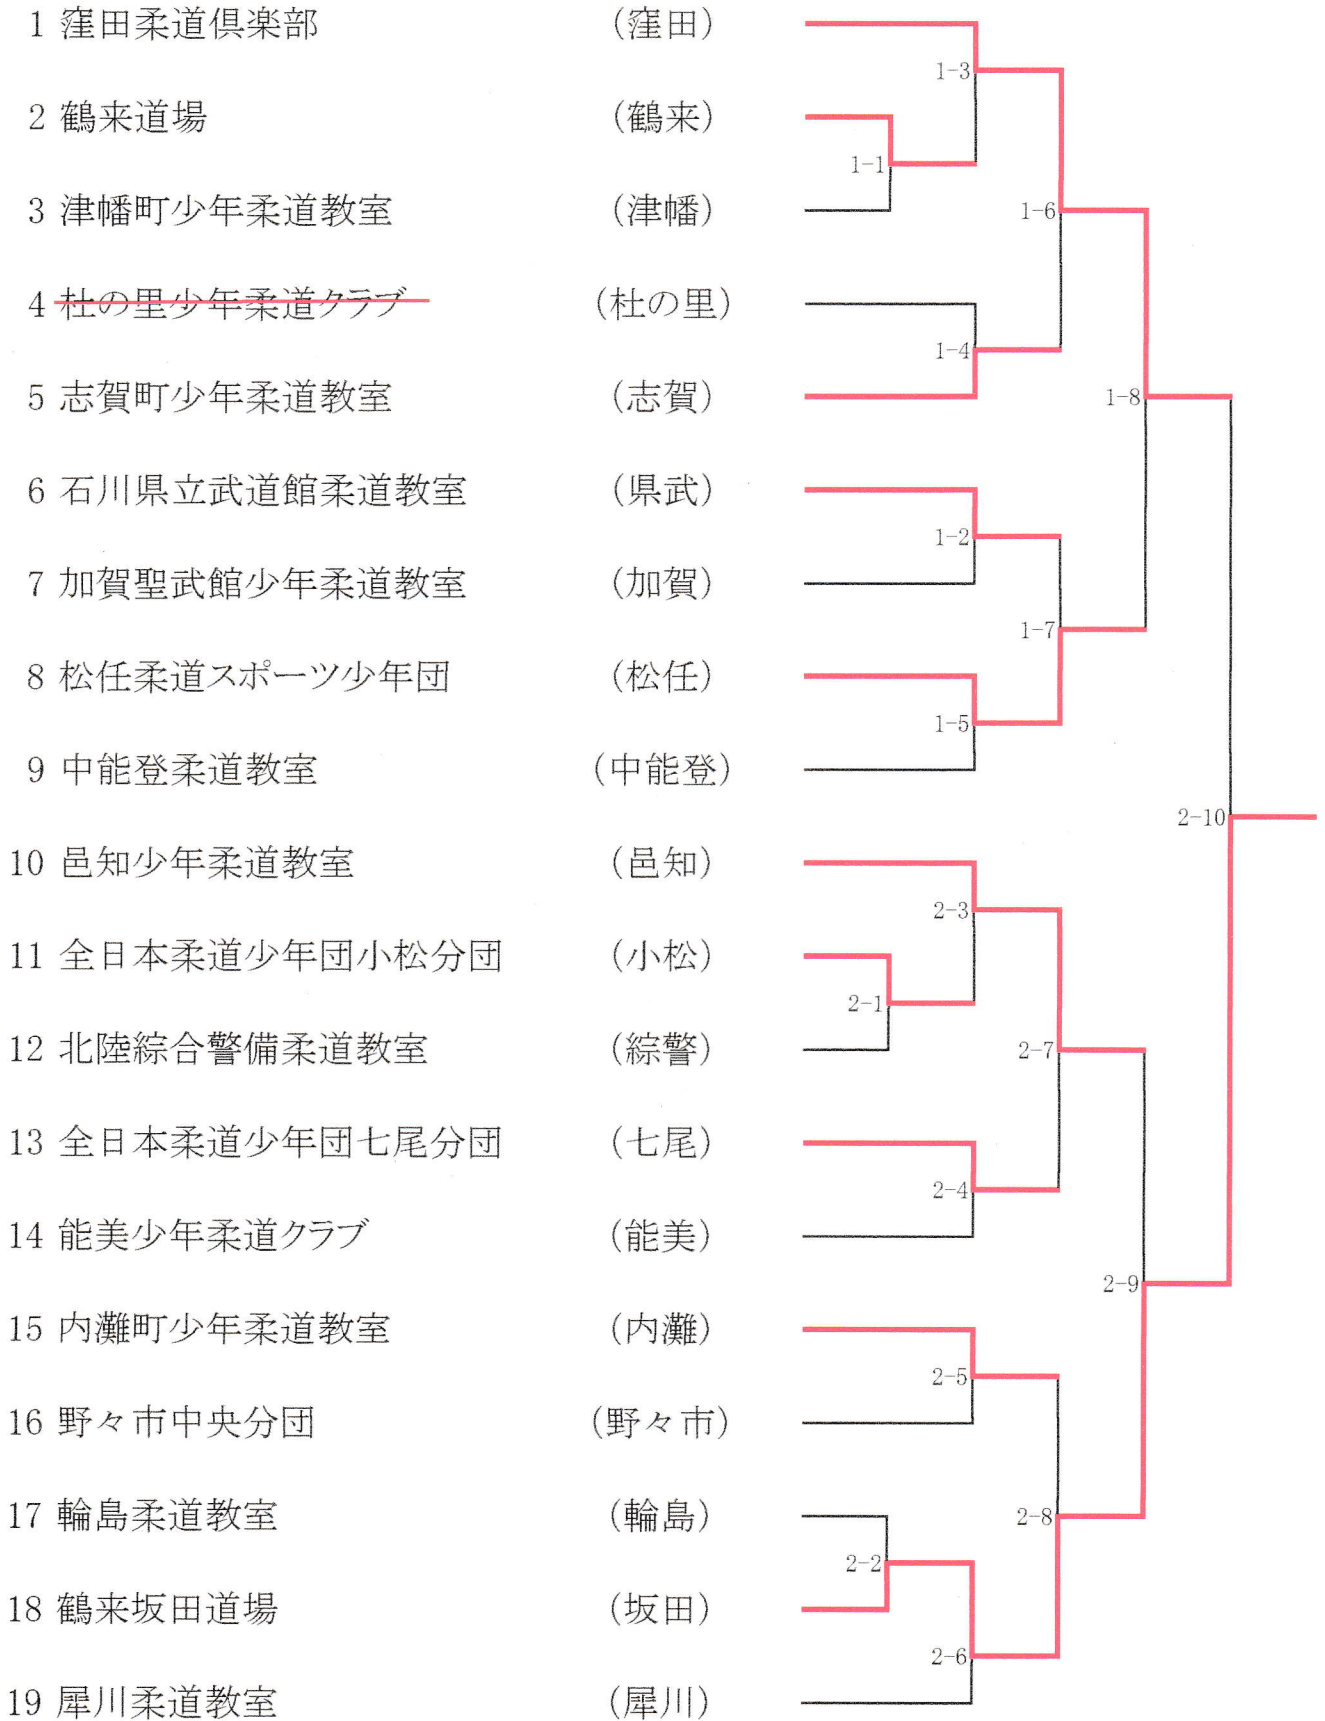 1 窪田柔道倶楽部 (窪田)
1-3
2 鶴来道場 (鶴来)
1-1
3 津幡町少年柔道教室 (津幡)
1-6
4 杜の里少年柔道クラブ (杜の里)
1-4
5 志賀町少年柔道教室 (志賀)
1-8
6 石川県立武道館柔道教室 (県武)
1-2
7 加賀聖武館少年柔道教室 (加賀)
1-7
8 松任柔道スポーツ少年団 (松任)
1-5
9 中能登柔道教室 (中能登)
2-10
10 邑知少年柔道教室 (邑知)
2-3
11 全日本柔道少年団小松分団 (小松)
2-1
12 北陸綜合警備柔道教室 (綜警)
2-7
13 全日本柔道少年団七尾分団 (七尾)
2-4
14 能美少年柔道クラブ (能美)
2-9
15 内灘町少年柔道教室 (内灘)
2-5
16 野々市中央分団 (野々市)
17 輪島柔道教室 (輪島)
2-8
2-2
18 鶴来坂田道場 (坂田)
2-6
19 犀川柔道教室 (犀川)